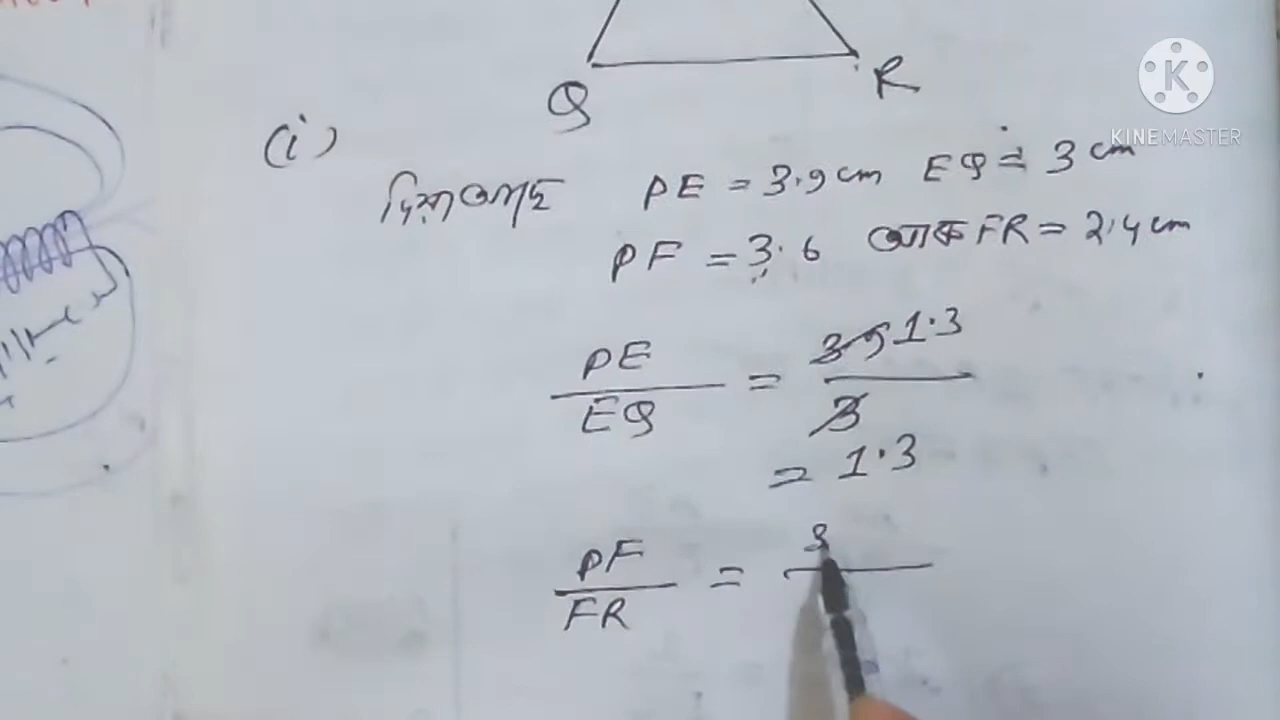 Q R
KINEMASTER
(i)
দিয়া আছে PE = 3.9 cm EQ = 3 cm
PF = 3.6 আৰু FR = 2.4 cm
PE/EQ = 3.9 1.3/3
= 1.3
PF/FR = 3